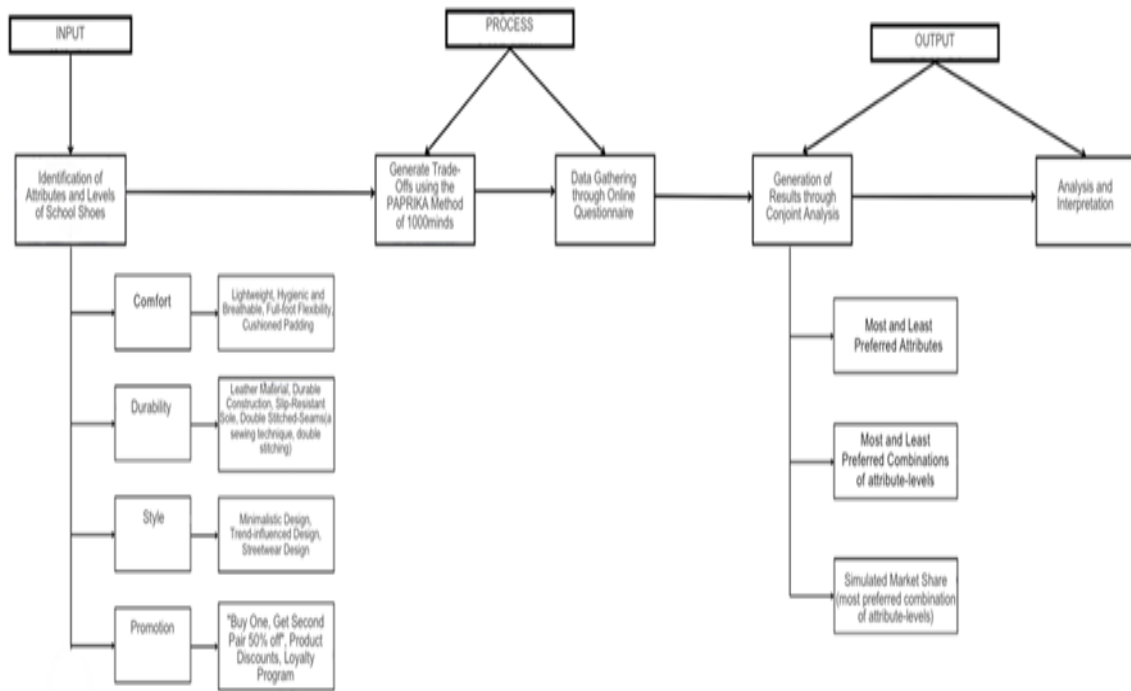 INPUT
PROCESS
OUTPUT
Identification of
Attributes and Levels
of School Shoes
Generate Trade-
Offs using the
PAPRIKA Method
of 1000minds
Data Gathering
through Online
Questionnaire
Generation of
Results through
Conjoint Analysis
Analysis and
Interpretation
Comfort
Lightweight, Hygienic and
Breathable, Full-foot Flexibility,
Cushioned Padding
Durability
Leather Material, Durable
Construction, Slip-Resistant
Sole, Double Stitched-Seams(a
sewing technique, double
stitching)
Style
Minimalistic Design,
Trend-influenced Design,
Streetwear Design
Promotion
"Buy One, Get Second
Pair 50% off", Product
Discounts, Loyalty
Program
Most and Least
Preferred Attributes
Most and Least
Preferred Combinations
of attribute-levels
Simulated Market Share
(most preferred combination
of attribute-levels)